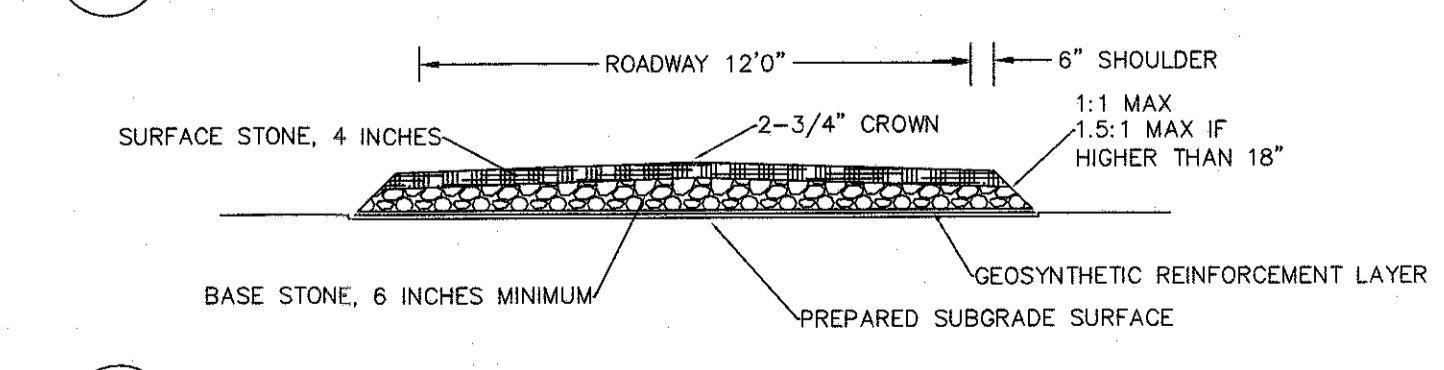 ROADWAY 12'0"
6" SHOULDER
1:1 MAX
1.5:1 MAX IF
HIGHER THAN 18"
SURFACE STONE, 4 INCHES
2-3/4" CROWN
BASE STONE, 6 INCHES MINIMUM
GEOSYNTHETIC REINFORCEMENT LAYER
PREPARED SUBGRADE SURFACE